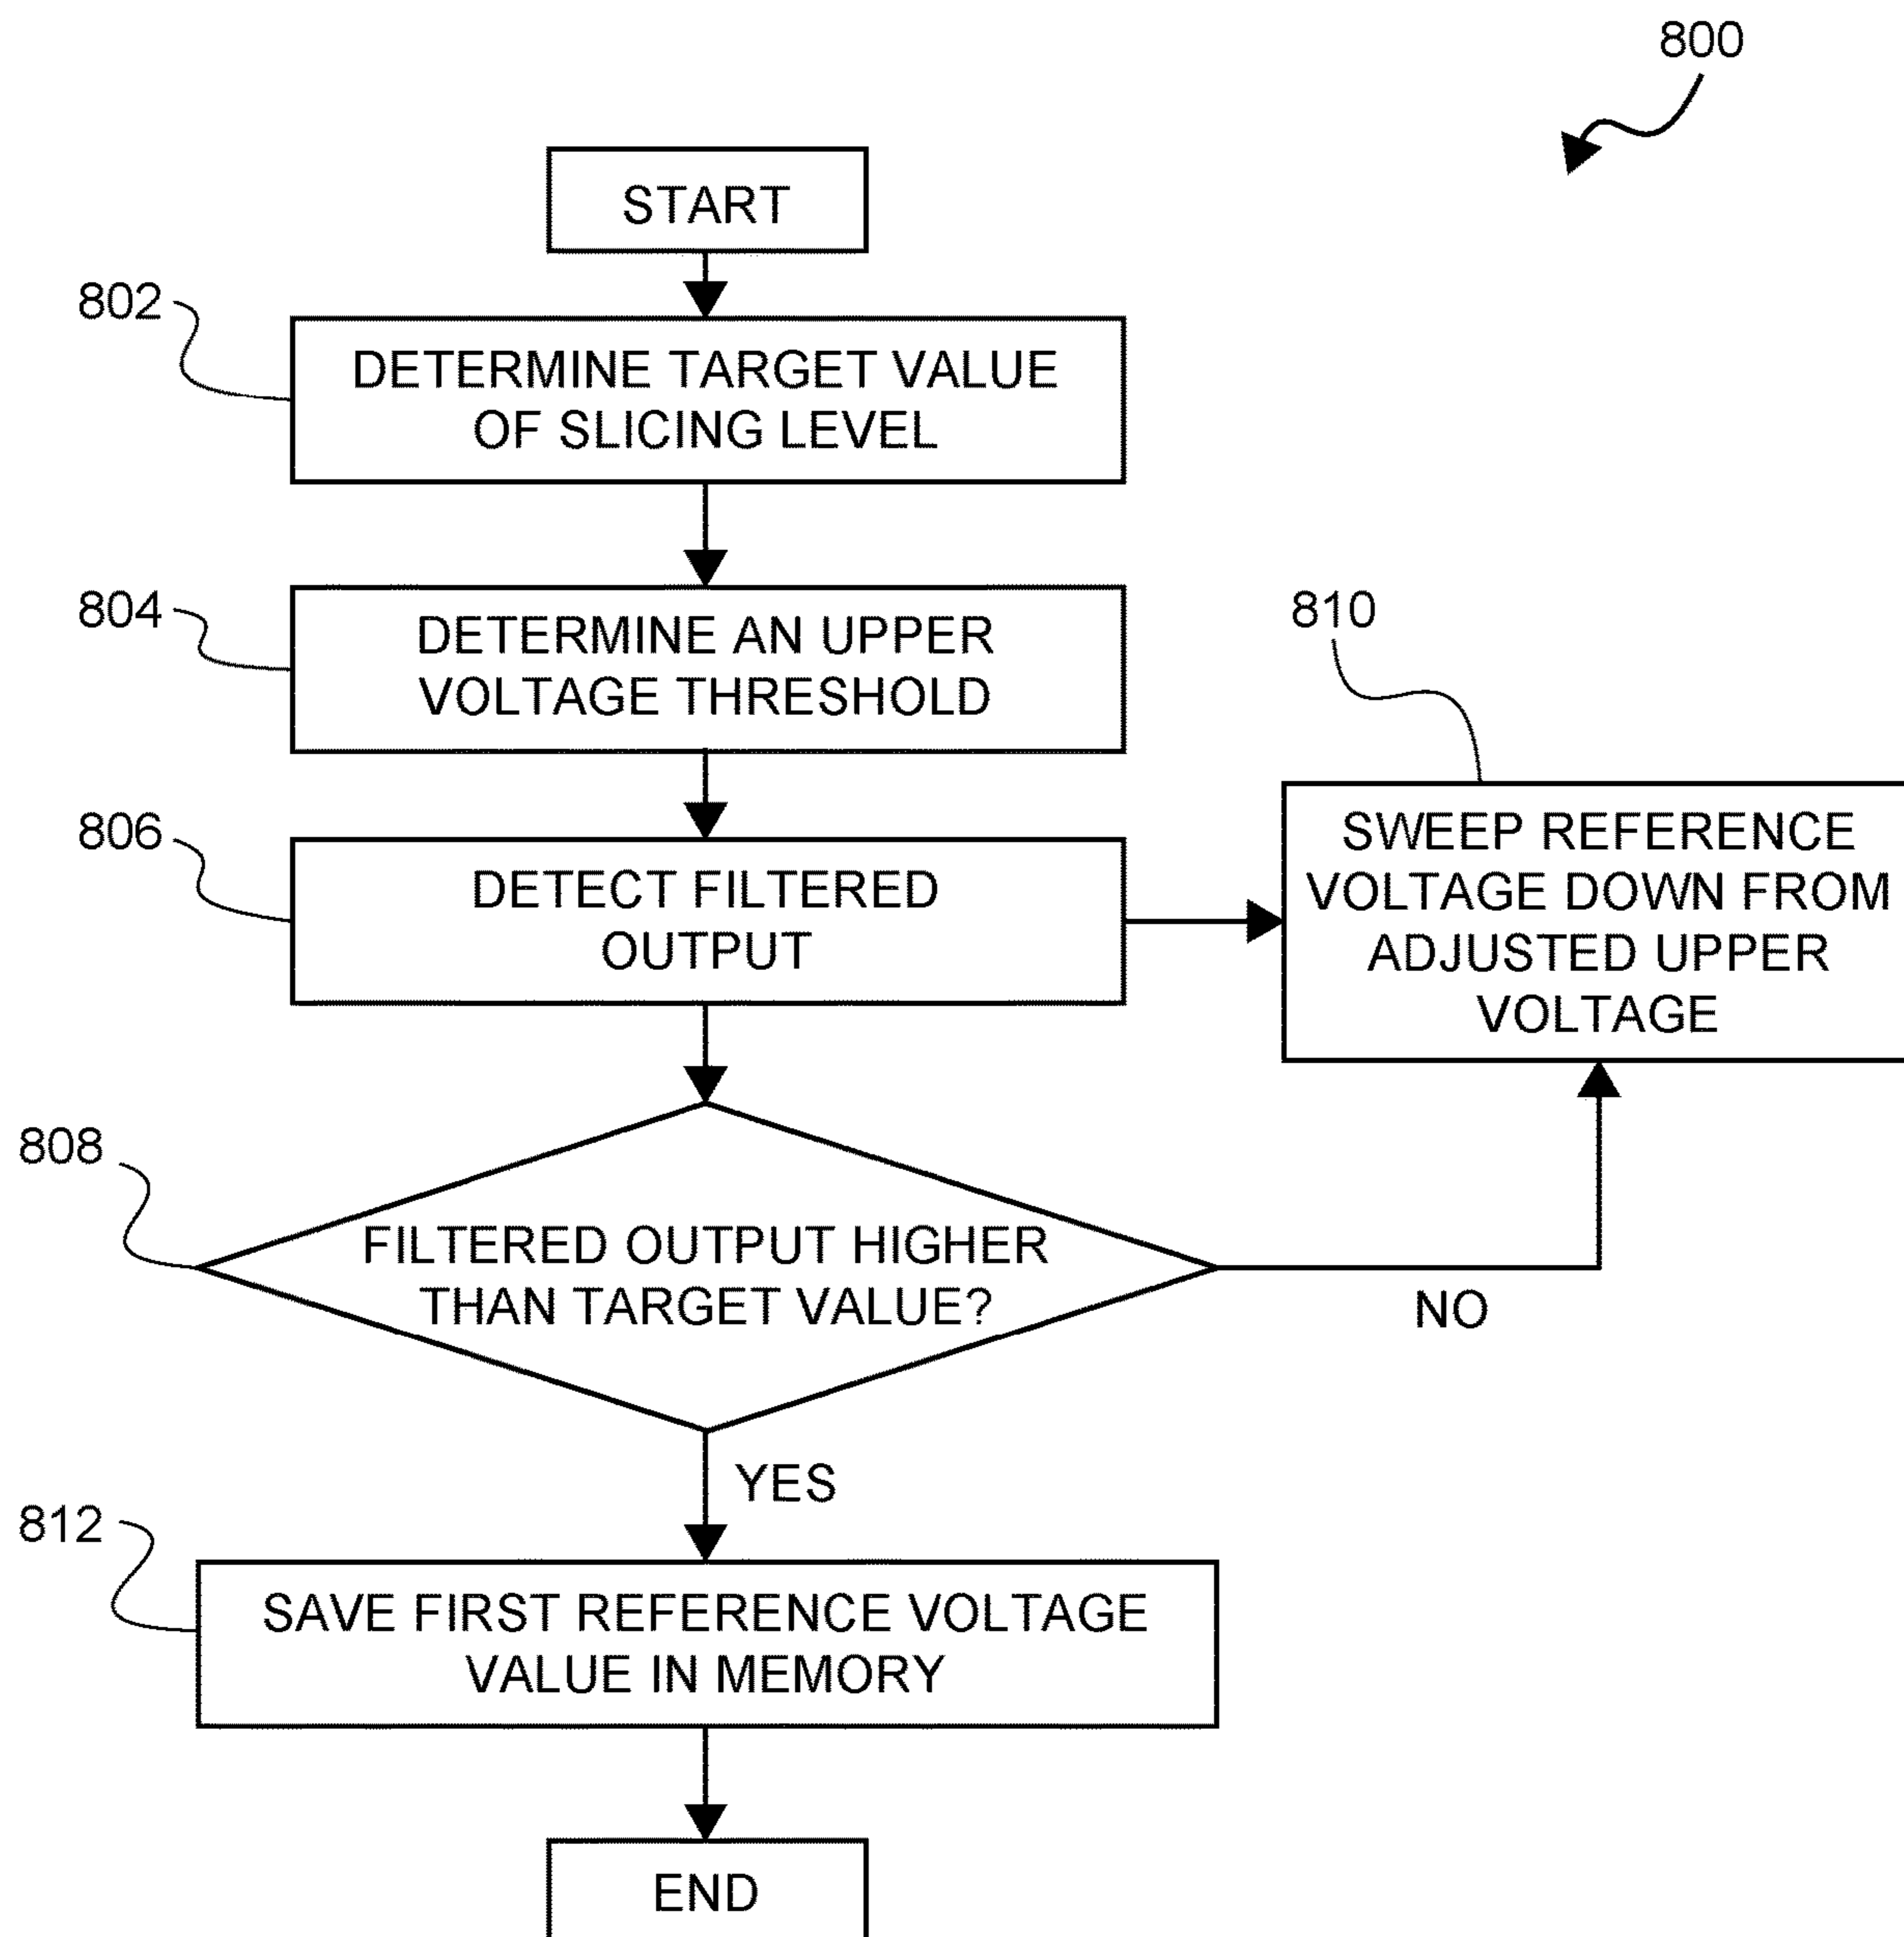 800
START
802
DETERMINE TARGET VALUE
OF SLICING LEVEL
804
DETERMINE AN UPPER
VOLTAGE THRESHOLD
810
806
DETECT FILTERED
OUTPUT
SWEEP REFERENCE
VOLTAGE DOWN FROM
ADJUSTED UPPER
VOLTAGE
808
FILTERED OUTPUT HIGHER
THAN TARGET VALUE?
NO
YES
812
SAVE FIRST REFERENCE VOLTAGE
VALUE IN MEMORY
END